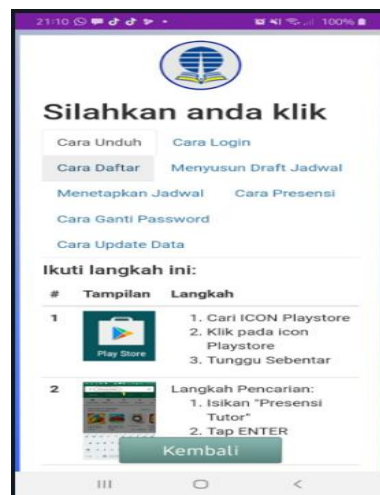 21:10
100%
Silahkan anda klik
Cara Unduh Cara Login
Cara Daftar Menyusun Draft Jadwal
Menetapkan Jadwal Cara Presensi
Cara Ganti Password
Cara Update Data
Ikuti langkah ini:
# Tampilan Langkah
1 Play Store
1. Cari ICON Playstore
2. Klik pada icon
Playstore
3. Tunggu Sebentar
2 Langkah Pencarian:
1. Isikan "Presensi
Tutor"
2. Tap ENTER
Kembali